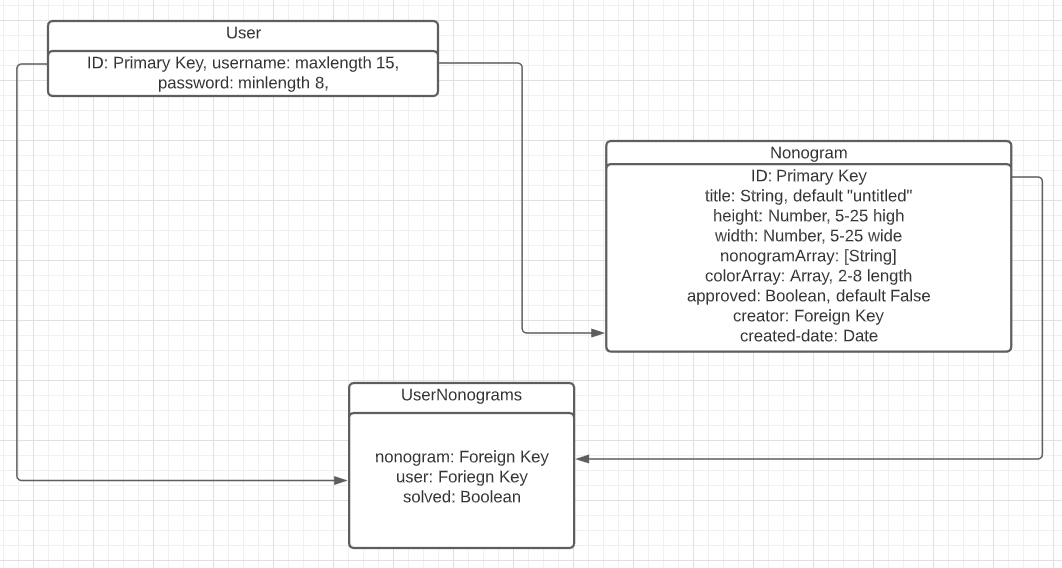 User
ID: Primary Key, username: maxlength 15,
password: minlength 8,
Nonogram
ID: Primary Key
title: String, default "untitled"
height: Number, 5-25 high
width: Number, 5-25 wide
nonogramArray: [String]
colorArray: Array, 2-8 length
approved: Boolean, default False
creator: Foreign Key
created-date: Date
UserNonograms
nonogram: Foreign Key
user: Foriegn Key
solved: Boolean